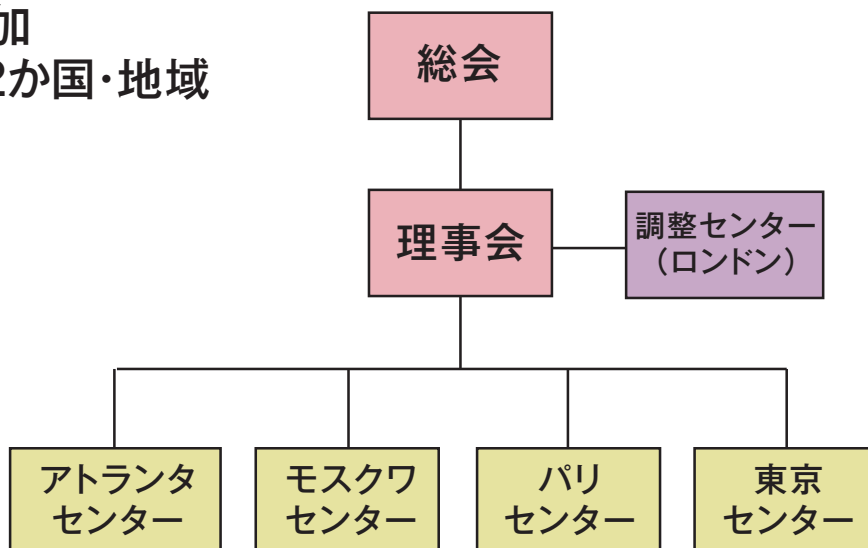 加
2か国・地域
総会
理事会
調整センター
（ロンドン）
アトランタ
センター
モスクワ
センター
パリ
センター
東京
センター